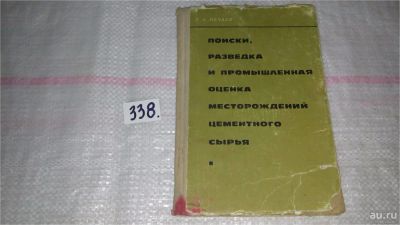 338.
ПОИСКИ,
РАЗВЕДКА
И ПРОМЫШЛЕННАЯ
ОЦЕНКА
МЕСТОРОЖДЕНИЙ
ЦЕМЕНТНОГО
СЫРЬЯ
au.ru